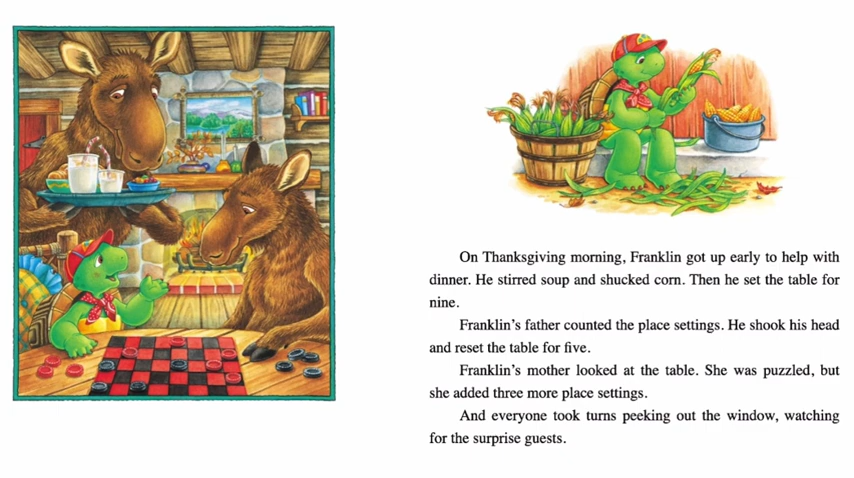 On Thanksgiving morning, Franklin got up early to help with
dinner. He stirred soup and shucked corn. Then he set the table for
nine.
Franklin’s father counted the place settings. He shook his head
and reset the table for five.
Franklin’s mother looked at the table. She was puzzled, but
she added three more place settings.
And everyone took turns peeking out the window, watching
for the surprise guests.